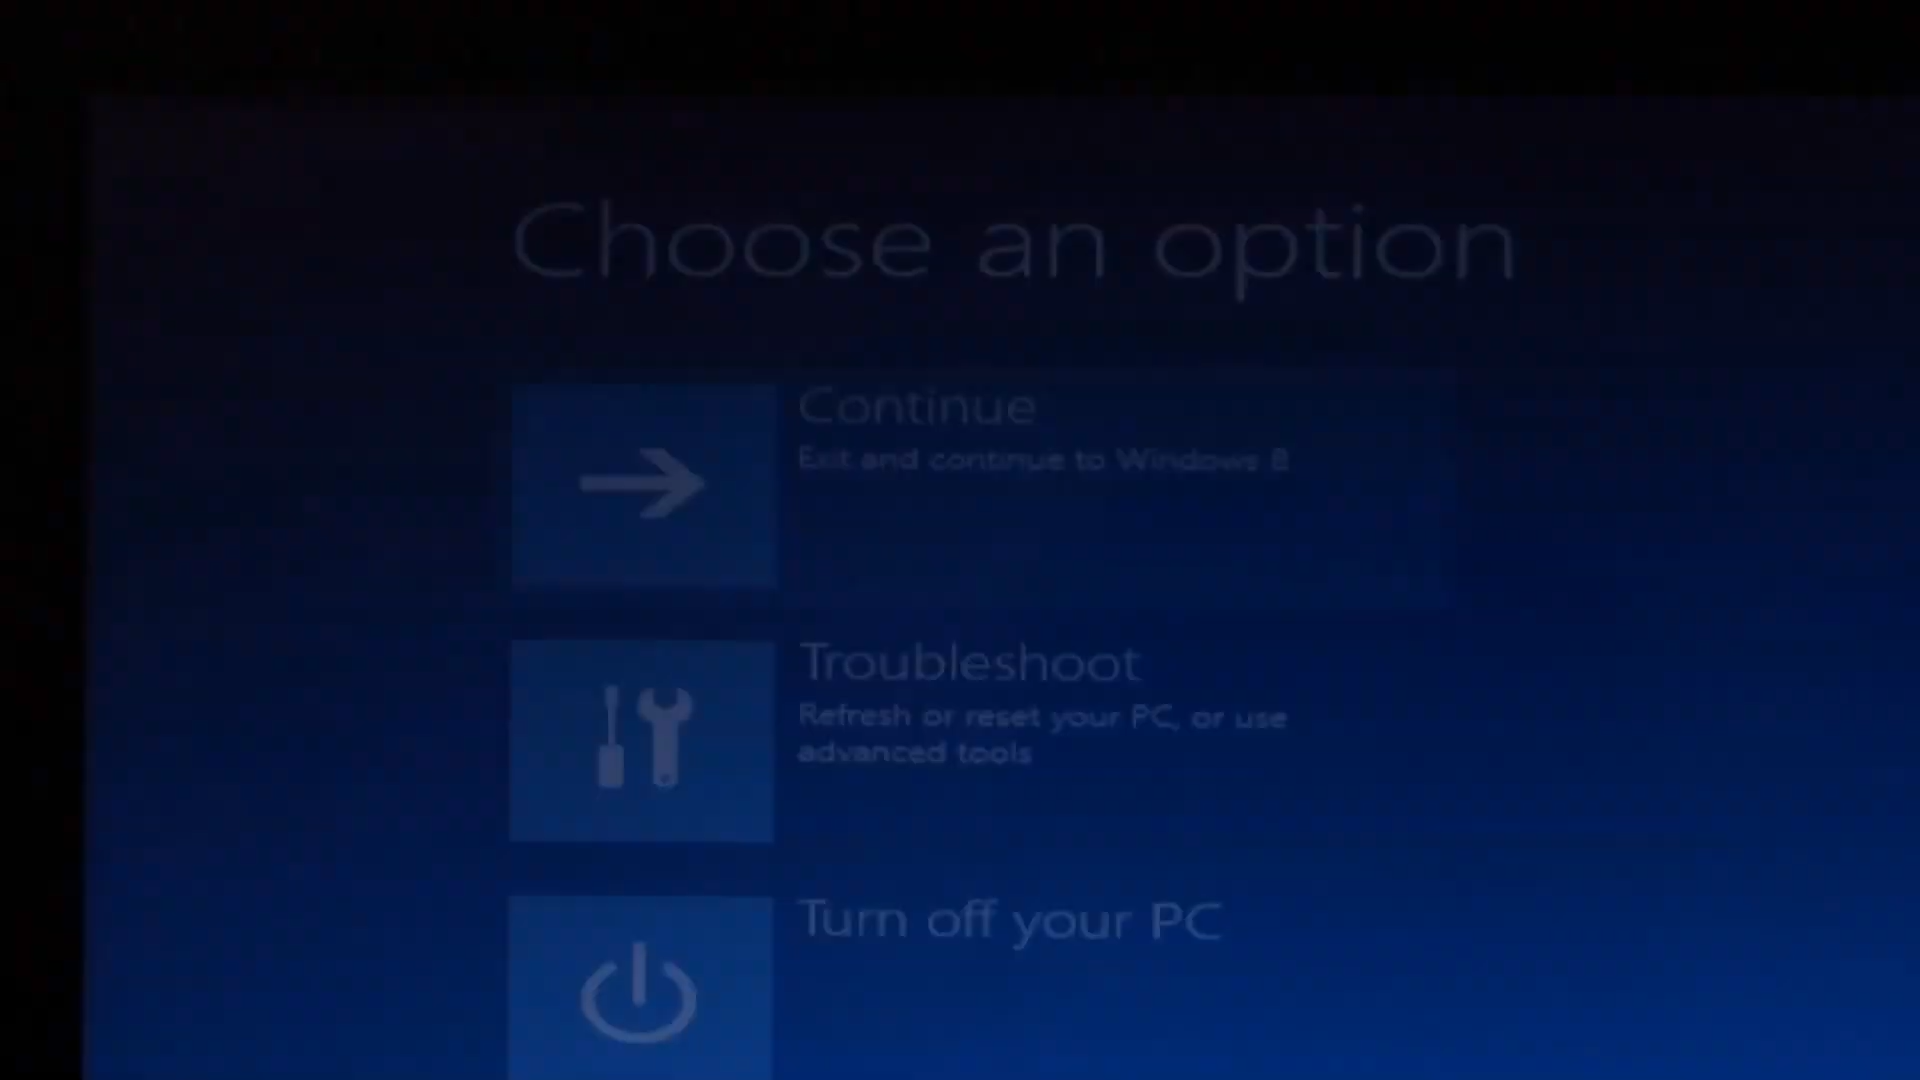 Choose an option
Continue
Exit and continue to Windows 8
Troubleshoot
Refresh or reset your PC, or use
advanced tools
Turn off your PC